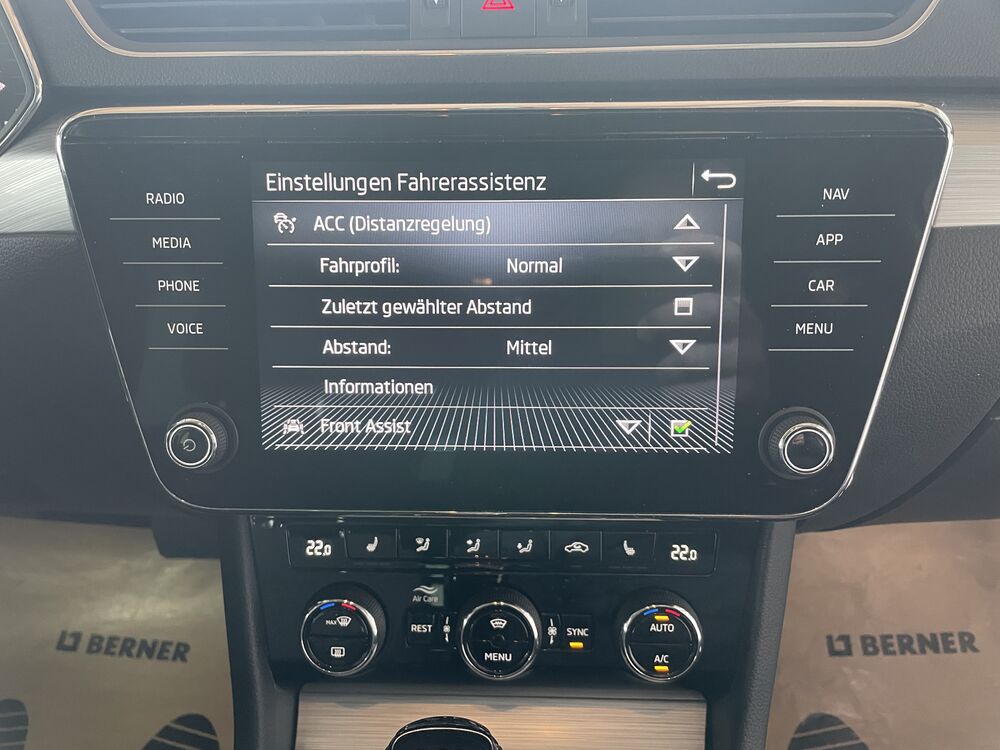 Einstellungen Fahrerassistenz
RADIO
MEDIA
PHONE
VOICE
ACC (Distanzregelung)
Fahrprofil: Normal
Zuletzt gewählter Abstand
Abstand: Mittel
Informationen
Front Assist
NAV
APP
CAR
MENU
22.0
22.0
Air Care
MAX
REST
MENU
SYNC
AUTO
A/C
BERNER
BERNER